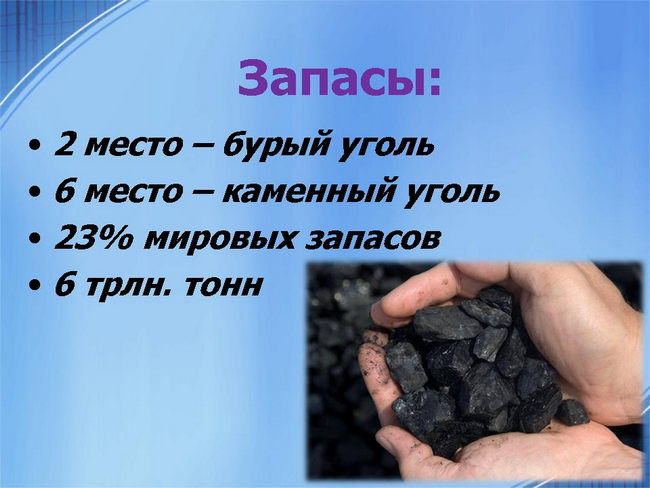 Запасы:
• 2 место – бурый уголь
• 6 место – каменный уголь
• 23% мировых запасов
• 6 трлн. тонн